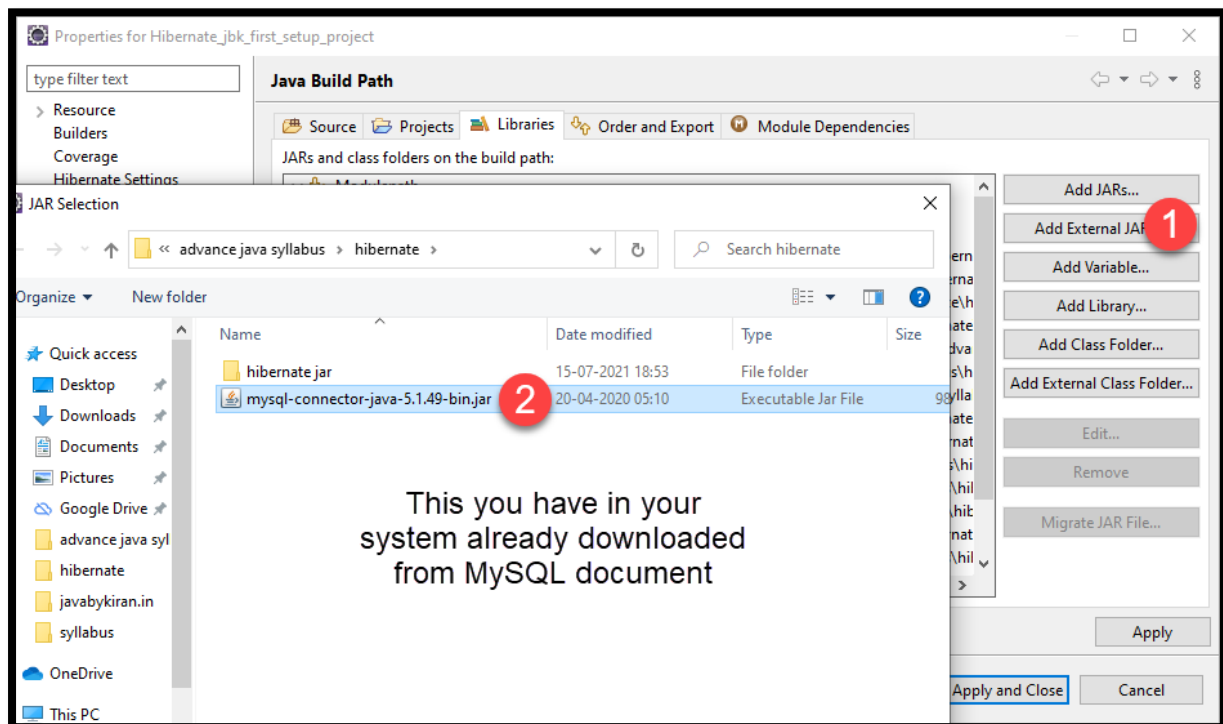 Properties for Hibernate_jbk_first_setup_project
type filter text
Java Build Path
Resource
Builders
Coverage
Hibernate Settings
Source Projects Libraries Order and Export Module Dependencies
JARs and class folders on the build path:
Add JARs...
Add External JAR
1
Add Variable...
Add Library...
Add Class Folder...
Add External Class Folder...
Edit...
Remove
Migrate JAR File...
Apply
Apply and Close
Cancel
JAR Selection
« advance java syllabus > hibernate >
Search hibernate
Organize
New folder
Name Date modified Type Size
hibernate jar 15-07-2021 18:53 File folder
mysql-connector-java-5.1.49-bin.jar 2 20-04-2020 05:10 Executable Jar File 98
Quick access
Desktop
Downloads
Documents
Pictures
Google Drive
advance java syl
hibernate
javabykiran.in
syllabus
OneDrive
This PC
This you have in your
system already downloaded
from MySQL document